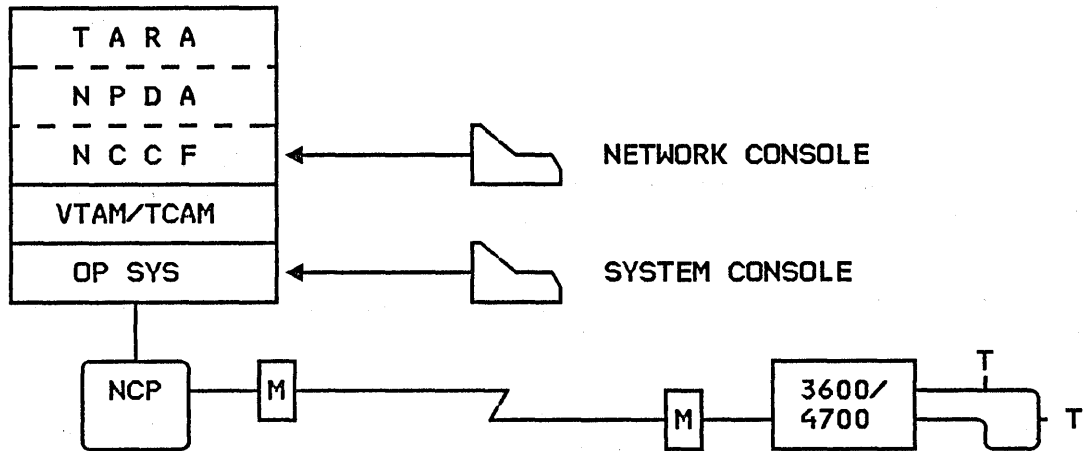 T A R A
N P D A
N C C F
NETWORK CONSOLE
VTAM/TCAM
OP SYS
SYSTEM CONSOLE
NCP
M
M
3600/
4700
T
T